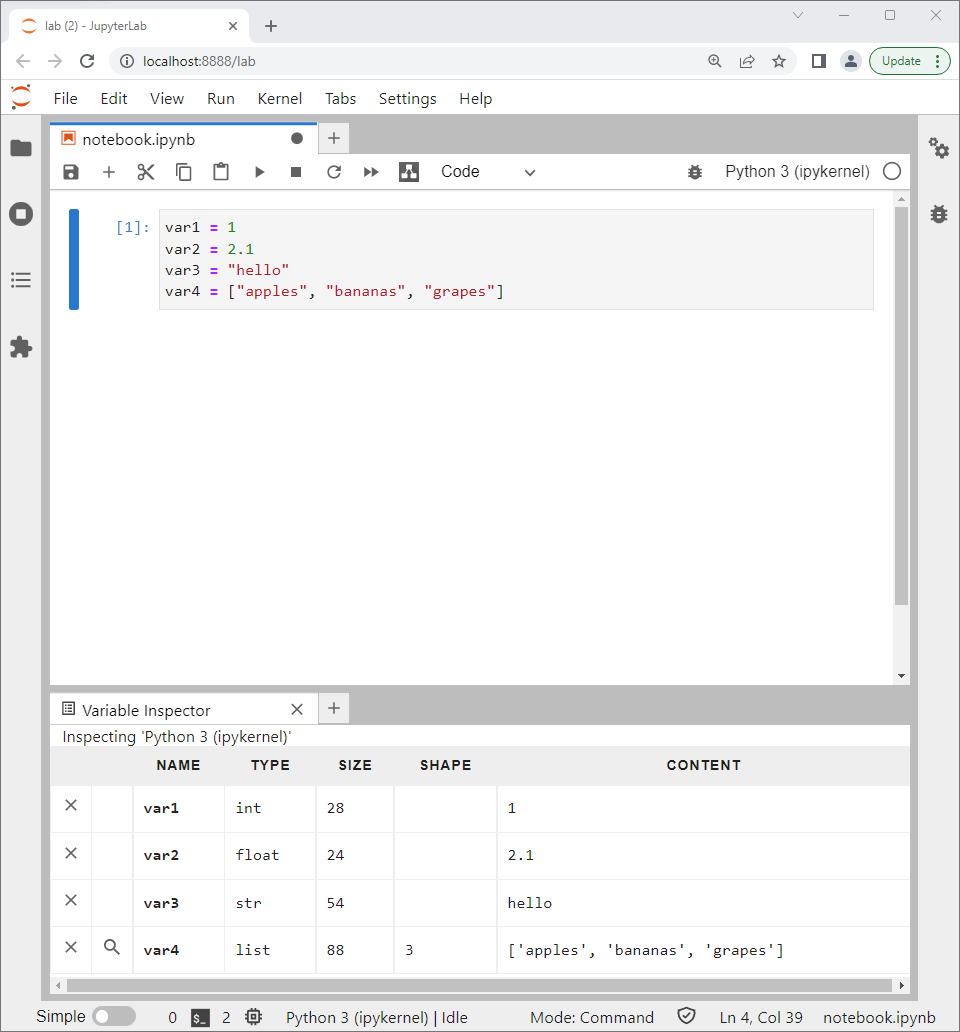 lab (2) - JupyterLab
localhost:8888/lab
Update
File Edit View Run Kernel Tabs Settings Help
notebook.ipynb
Code
Python 3 (ipykernel)
[1]:
var1 = 1
var2 = 2.1
var3 = "hello"
var4 = ["apples", "bananas", "grapes"]
Variable Inspector
Inspecting 'Python 3 (ipykernel)'
NAME TYPE SIZE SHAPE CONTENT
var1 int 28 1
var2 float 24 2.1
var3 str 54 hello
var4 list 88 3 ['apples', 'bananas', 'grapes']
Simple 0 $_ 2 Python 3 (ipykernel) | Idle Mode: Command Ln 4, Col 39 notebook.ipynb